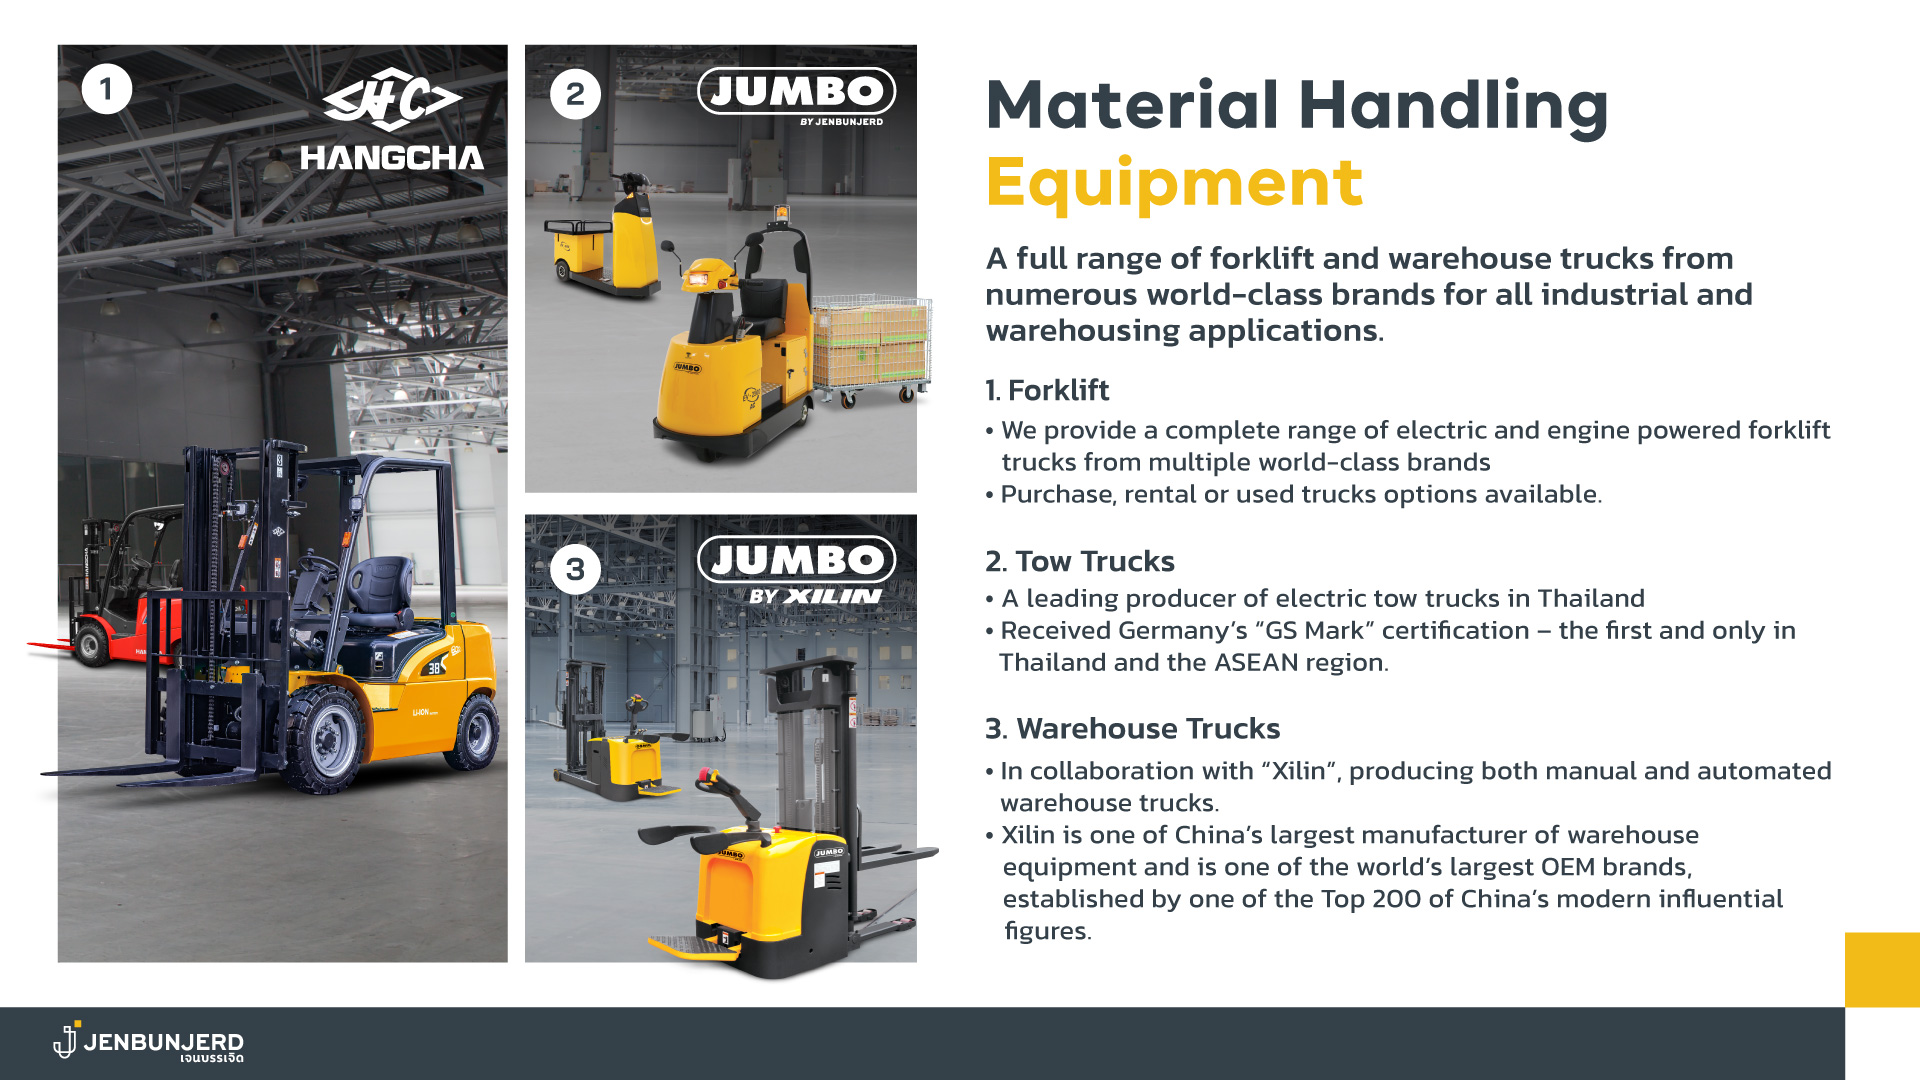 1
HC
HANGCHA
38
LI-ION
2
JUMBO
BY JENBUNJERD
JUMBO
3
JUMBO
BY XILIN
JUMBO
JUMBO
Material Handling
Equipment
A full range of forklift and warehouse trucks from
numerous world-class brands for all industrial and
warehousing applications.
1. Forklift
• We provide a complete range of electric and engine powered forklift
trucks from multiple world-class brands
• Purchase, rental or used trucks options available.
2. Tow Trucks
• A leading producer of electric tow trucks in Thailand
• Received Germany’s “GS Mark” certification – the first and only in
Thailand and the ASEAN region.
3. Warehouse Trucks
• In collaboration with “Xilin”, producing both manual and automated
warehouse trucks.
• Xilin is one of China’s largest manufacturer of warehouse
equipment and is one of the world’s largest OEM brands,
established by one of the Top 200 of China’s modern influential
figures.
JENBUNJERD
เจนบรรเจิด